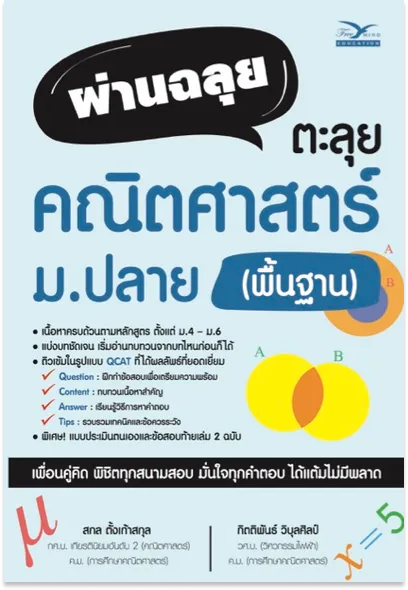 Free MIND
EDUCATION
ผ่านฉลุย
ตะลุย
คณิตศาสตร์
ม.ปลาย (พื้นฐาน)
A
B
• เนื้อหาครบถ้วนตามหลักสูตร ตั้งแต่ ม.4 – ม.6
• แบ่งบทชัดเจน เริ่มอ่านทบทวนจากบทไหนก่อนก็ได้
• ติวเข้มในรูปแบบ QCAT ที่ได้ผลลัพธ์ที่ยอดเยี่ยม
✓ Question : ฝึกทำข้อสอบเพื่อเตรียมความพร้อม
✓ Content : ทบทวนเนื้อหาสำคัญ
✓ Answer : เรียนรู้วิธีการหาคำตอบ
✓ Tips : รวบรวมเทคนิคและข้อควรระวัง
• พิเศษ! แบบประเมินตนเองและข้อสอบท้ายเล่ม 2 ฉบับ
A B
เพื่อนคู่คิด พิชิตทุกสนามสอบ มั่นใจทุกคำตอบ ได้แต้มไม่มีพลาด
μ
สกล ตั้งเก้าสกุล
กศ.บ. เกียรตินิยมอันดับ 2 (คณิตศาสตร์)
ค.ม. (การศึกษาคณิตศาสตร์)
กิตติพันธ์ วิบุลศิลป์
วศ.บ. (วิศวกรรมไฟฟ้า)
ค.ม. (การศึกษาคณิตศาสตร์)
x = 5